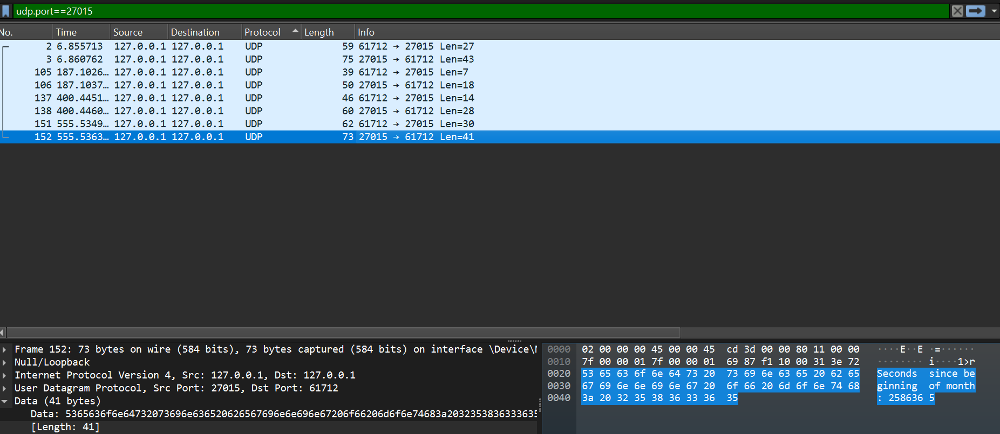 udp.port==27015
No. Time Source Destination Protocol Length Info
2 6.855713 127.0.0.1 127.0.0.1 UDP 59 61712 → 27015 Len=27
3 6.860762 127.0.0.1 127.0.0.1 UDP 75 27015 → 61712 Len=43
105 187.1026… 127.0.0.1 127.0.0.1 UDP 39 61712 → 27015 Len=7
106 187.1037… 127.0.0.1 127.0.0.1 UDP 50 27015 → 61712 Len=18
137 400.4451… 127.0.0.1 127.0.0.1 UDP 46 61712 → 27015 Len=14
138 400.4460… 127.0.0.1 127.0.0.1 UDP 60 27015 → 61712 Len=28
151 555.5349… 127.0.0.1 127.0.0.1 UDP 62 61712 → 27015 Len=30
152 555.5363… 127.0.0.1 127.0.0.1 UDP 73 27015 → 61712 Len=41
Frame 152: 73 bytes on wire (584 bits), 73 bytes captured (584 bits) on interface \Device\N
Null/Loopback
Internet Protocol Version 4, Src: 127.0.0.1, Dst: 127.0.0.1
User Datagram Protocol, Src Port: 27015, Dst Port: 61712
Data (41 bytes)
Data: 5365636f6e64732073696e636520626567696e6e696e67206f66206d6f6e74683a2032353836333635
[Length: 41]
0000 02 00 00 00 45 00 00 45 cd 3d 00 00 80 11 00 00 ····E··E ·=······
0010 7f 00 00 01 7f 00 00 01 69 87 f1 10 00 31 3e 72 ········ i····1>r
0020 53 65 63 6f 6e 64 73 20 73 69 6e 63 65 20 62 65 Seconds since be
0030 67 69 6e 6e 69 6e 67 20 6f 66 20 6d 6f 6e 74 68 ginning of month
0040 3a 20 32 35 38 36 33 36 35 : 258636 5